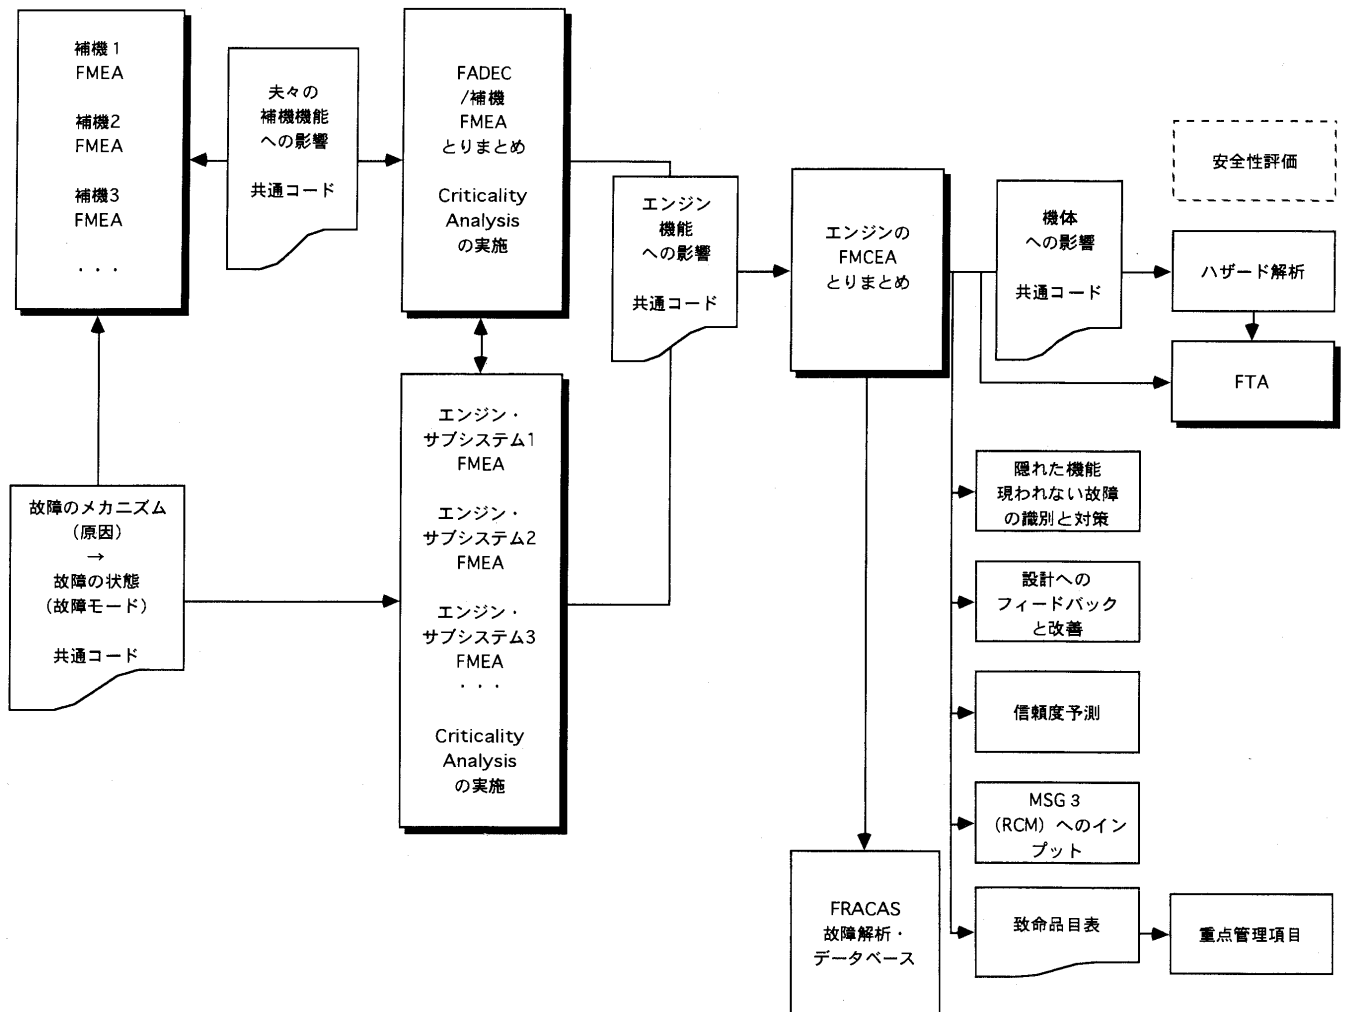 補機1
FMEA
補機2
FMEA
補機3
FMEA
・・・
夫々の
補機機能
への影響
共通コード
FADEC
/補機
FMEA
とりまとめ
Criticality
Analysis
の実施
エンジン
機能
への影響
共通コード
エンジンの
FMCEA
とりまとめ
機体
への影響
共通コード
安全性評価
ハザード解析
FTA
故障のメカニズム
(原因)
→
故障の状態
(故障モード)
共通コード
エンジン・
サブシステム1
FMEA
エンジン・
サブシステム2
FMEA
エンジン・
サブシステム3
FMEA
・・・
Criticality
Analysis
の実施
隠れた機能
現われない故障
の識別と対策
設計への
フィードバック
と改善
信頼度予測
MSG 3
(RCM) へのイン
プット
FRACAS
故障解析・
データベース
致命品目表
重点管理項目